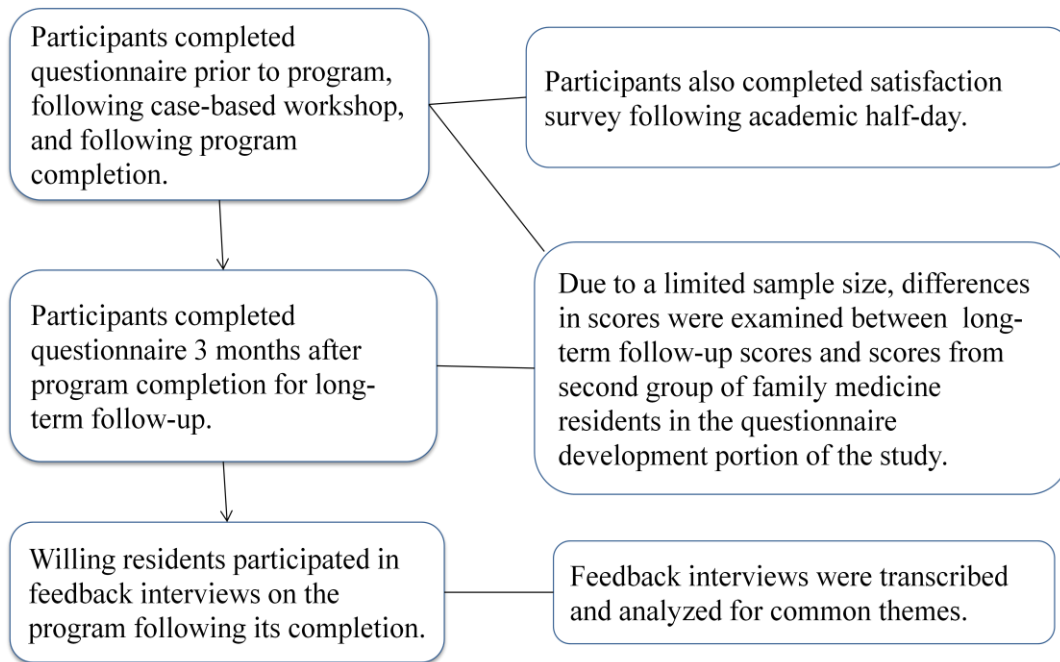 Participants completed
questionnaire prior to program,
following case-based workshop,
and following program
completion.
Participants also completed satisfaction
survey following academic half-day.
Participants completed
questionnaire 3 months after
program completion for long-
term follow-up.
Due to a limited sample size, differences
in scores were examined between long-
term follow-up scores and scores from
second group of family medicine
residents in the questionnaire
development portion of the study.
Willing residents participated in
feedback interviews on the
program following its completion.
Feedback interviews were transcribed
and analyzed for common themes.